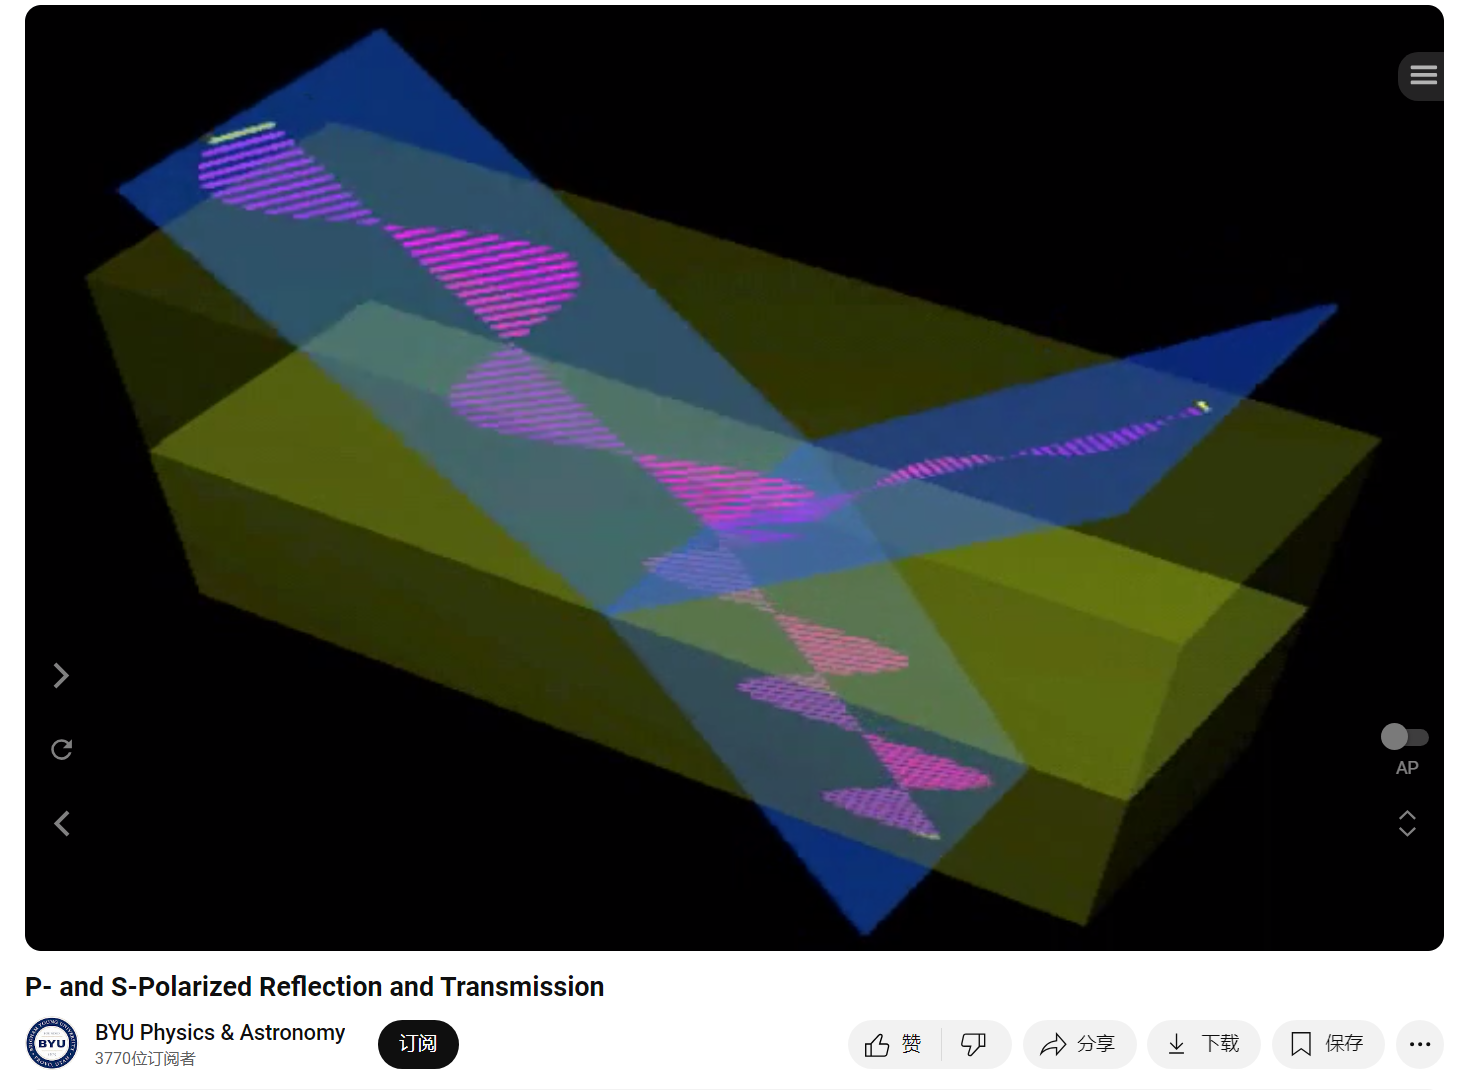 AP
P- and S-Polarized Reflection and Transmission
BYU
BYU Physics & Astronomy
3770位订阅者
订阅
赞
分享
下载
保存